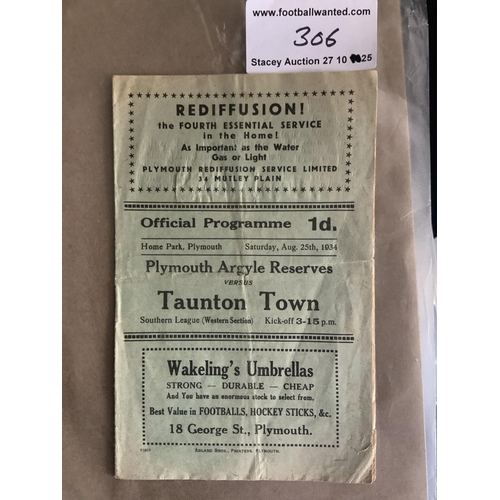 www.footballwanted.com
306
Stacey Auction 27 10 25
REDIFFUSION!
the FOURTH ESSENTIAL SERVICE
in the Home!
As Important as the Water
Gas or Light
PLYMOUTH REDIFFUSION SERVICE LIMITED
34 MUTLEY PLAIN
Official Programme 1d.
Home Park, Plymouth Saturday, Aug. 25th, 1934
Plymouth Argyle Reserves
VERSUS
Taunton Town
Southern League (Western Section) Kick-off 3-15 p.m.
Wakeling's Umbrellas
STRONG — DURABLE — CHEAP
And You have an enormous stock to select from.
Best Value in FOOTBALLS, HOCKEY STICKS, &c.
18 George St., Plymouth.
Bros., Printers, Plymouth.